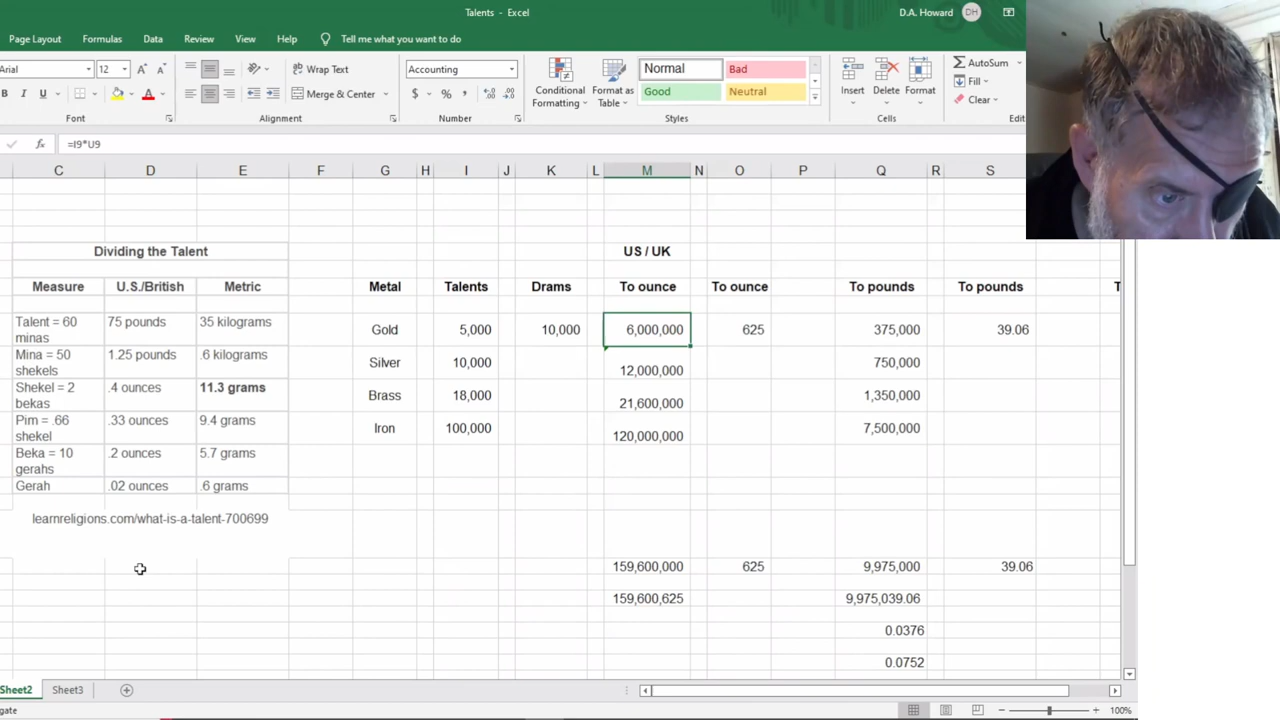 Talents - Excel
D.A. Howard DH
Page Layout Formulas Data Review View Help Tell me what you want to do
Arial 12 A A Wrap Text Accounting Normal Bad AutoSum
B I U A Merge & Center $ % , Conditional Formatting Format as Table Good Neutral Insert Delete Format Fill
Clear
Font Alignment Number Styles Cells
fx =I9*U9
C D E F G H I J K L M N O P Q R S
Dividing the Talent US / UK
Measure U.S./British Metric Metal Talents Drams To ounce To ounce To pounds To pounds T
Talent = 60 minas 75 pounds 35 kilograms Gold 5,000 10,000 6,000,000 625 375,000 39.06
Mina = 50 shekels 1.25 pounds .6 kilograms Silver 10,000 12,000,000 750,000
Shekel = 2 bekas .4 ounces 11.3 grams Brass 18,000 21,600,000 1,350,000
Pim = .66 shekel .33 ounces 9.4 grams Iron 100,000 120,000,000 7,500,000
Beka = 10 gerahs .2 ounces 5.7 grams
Gerah .02 ounces .6 grams
learnreligions.com/what-is-a-talent-700699
159,600,000 625 9,975,000 39.06
159,600,625 9,975,039.06
0.0376
0.0752
Sheet2 Sheet3
100%